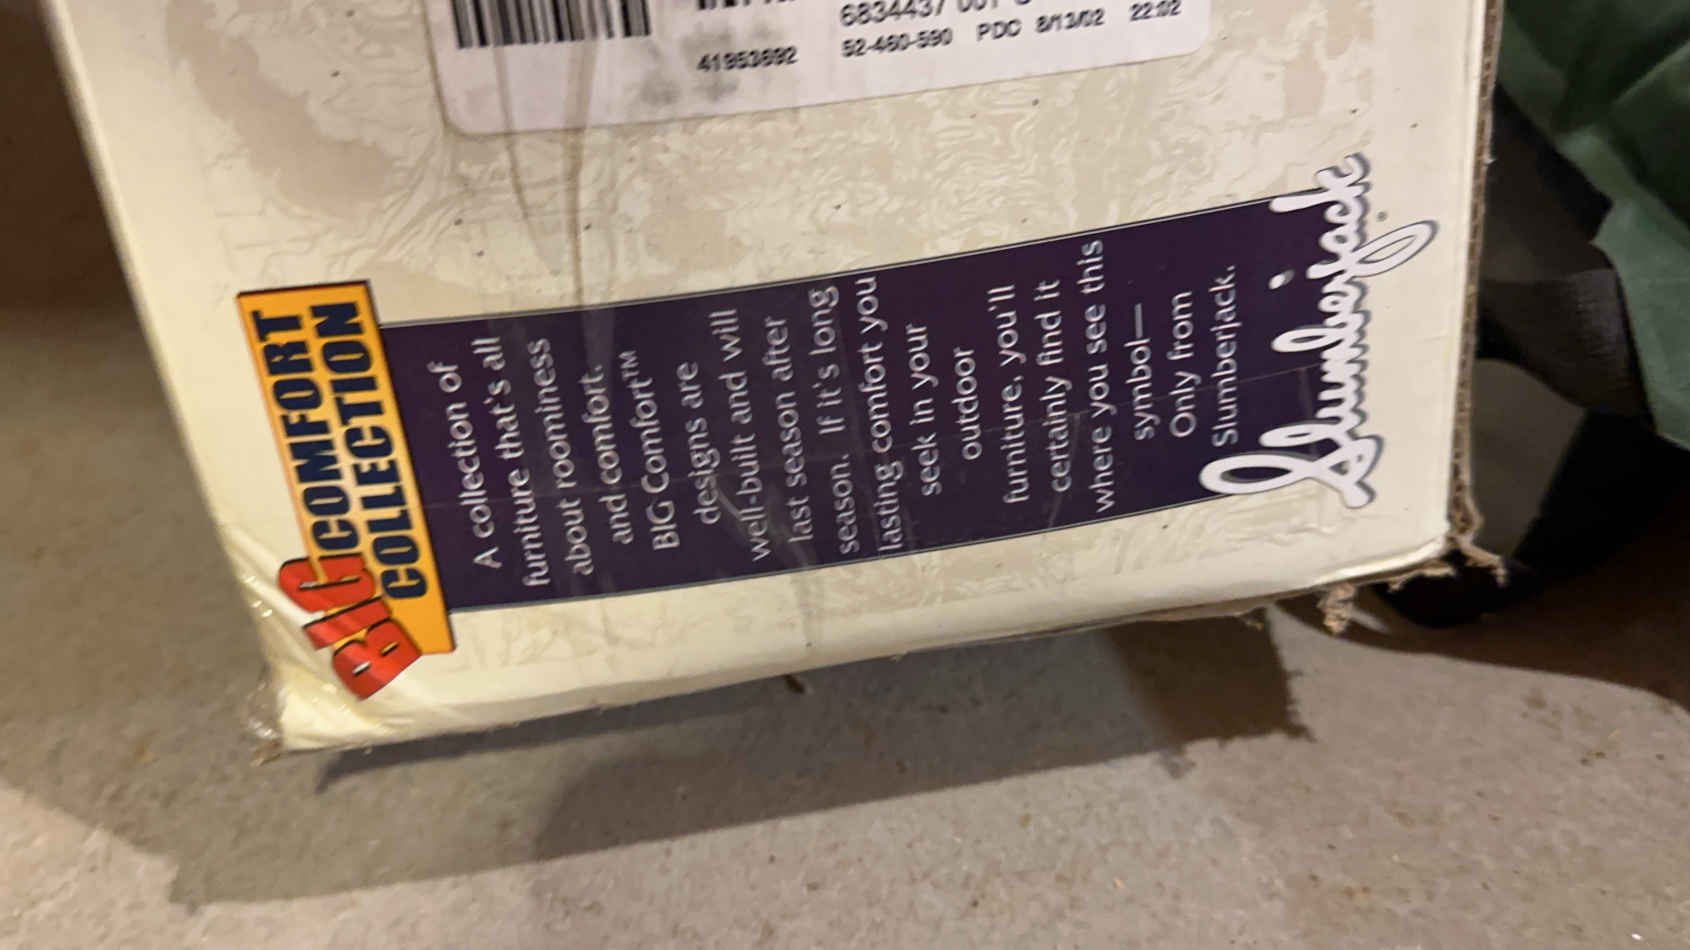 41953692
52-460-590 PDC 8/13/02 22:02
BIG COMFORT
COLLECTION
A collection of
furniture that's all
about roominess
and comfort.
BIG Comfort™
designs are
well-built and will
last season after
season. If it's long
lasting comfort you
seek in your
outdoor
furniture, you'll
certainly find it
where you see this
symbol—
Only from
Slumberjack.
Slumberjack